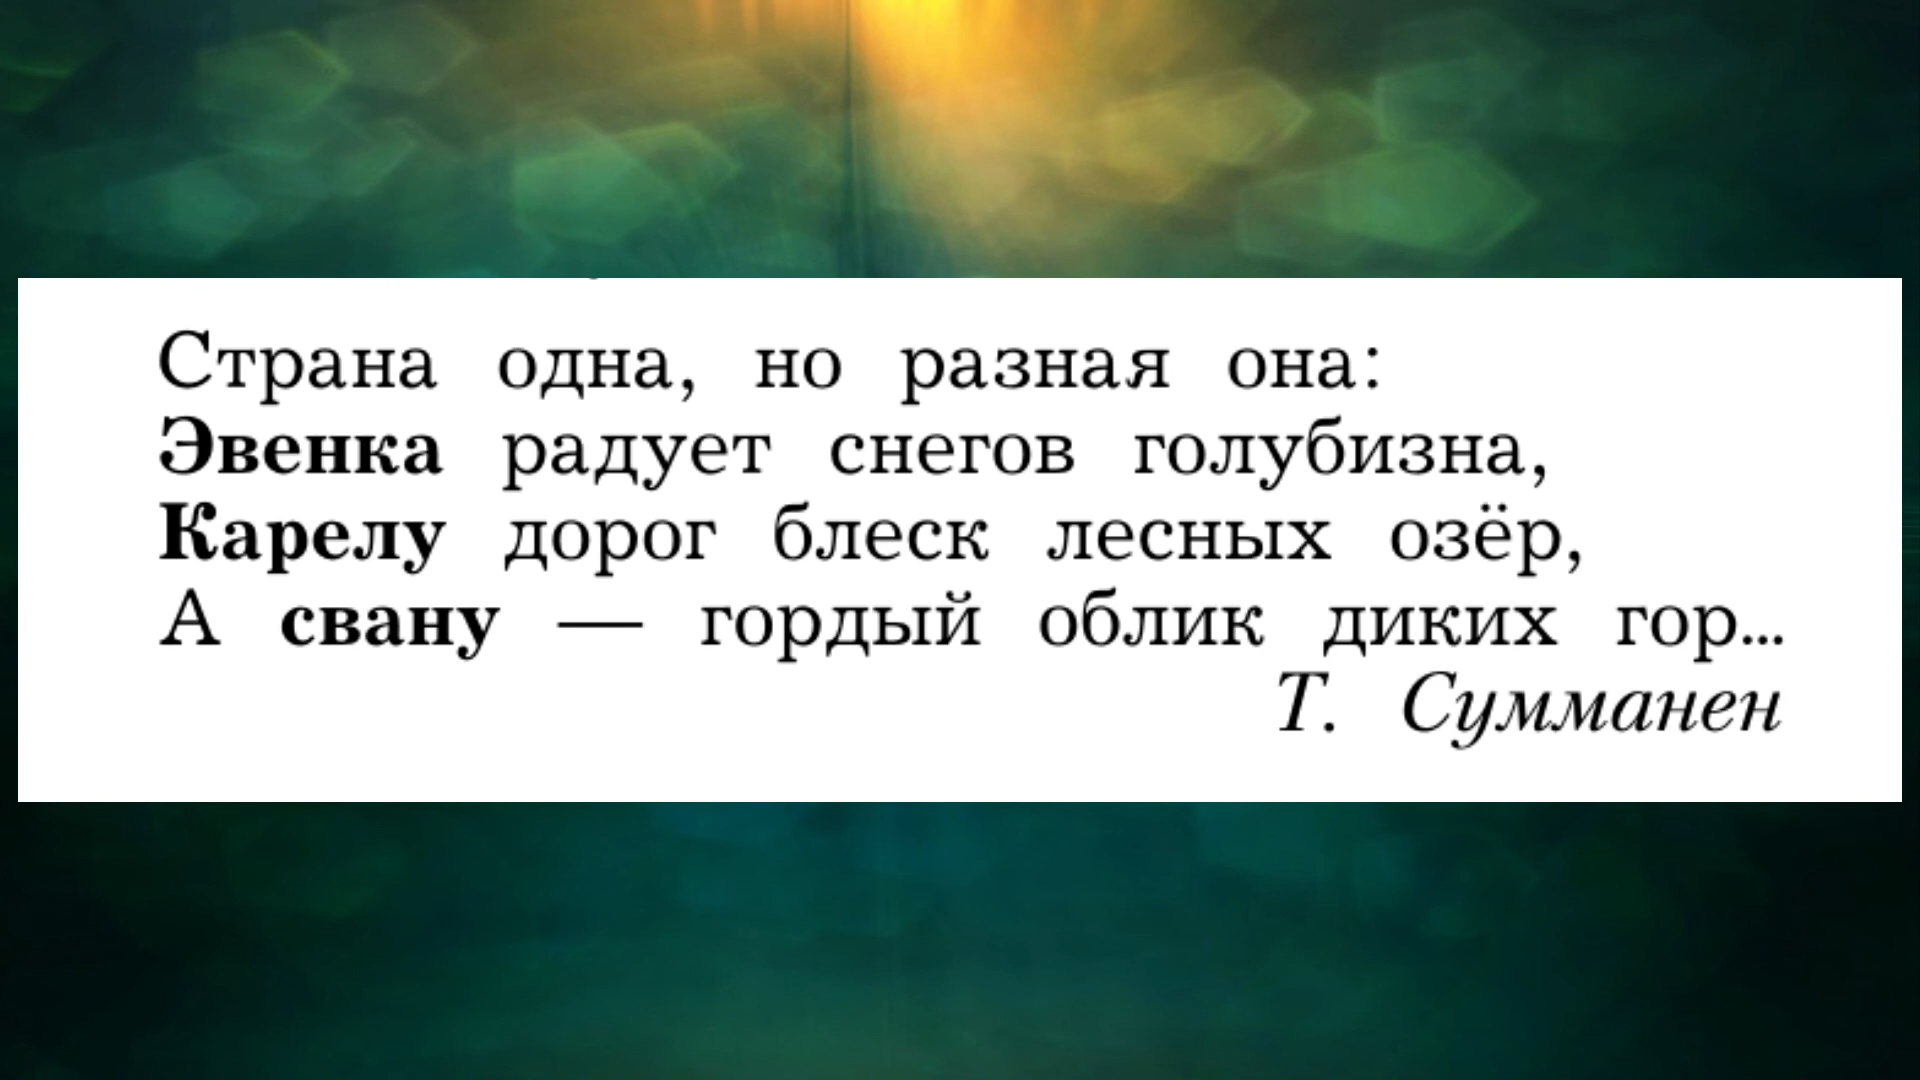 Страна одна, но разная она:
Эвенка радует снегов голубизна,
Карелу дорог блеск лесных озёр,
А свану — гордый облик диких гор...
Т. Сумманен